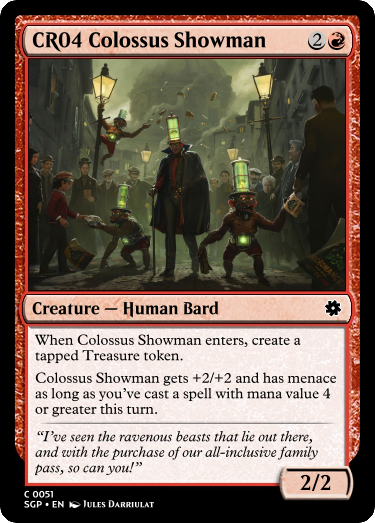 CR04 Colossus Showman 2
Creature — Human Bard
When Colossus Showman enters, create a
tapped Treasure token.
Colossus Showman gets +2/+2 and has menace
as long as you've cast a spell with mana value 4
or greater this turn.
“I've seen the ravenous beasts that lie out there,
and with the purchase of our all-inclusive family
pass, so can you!”
2/2
C 0051
SGP • EN Jules Darriulat